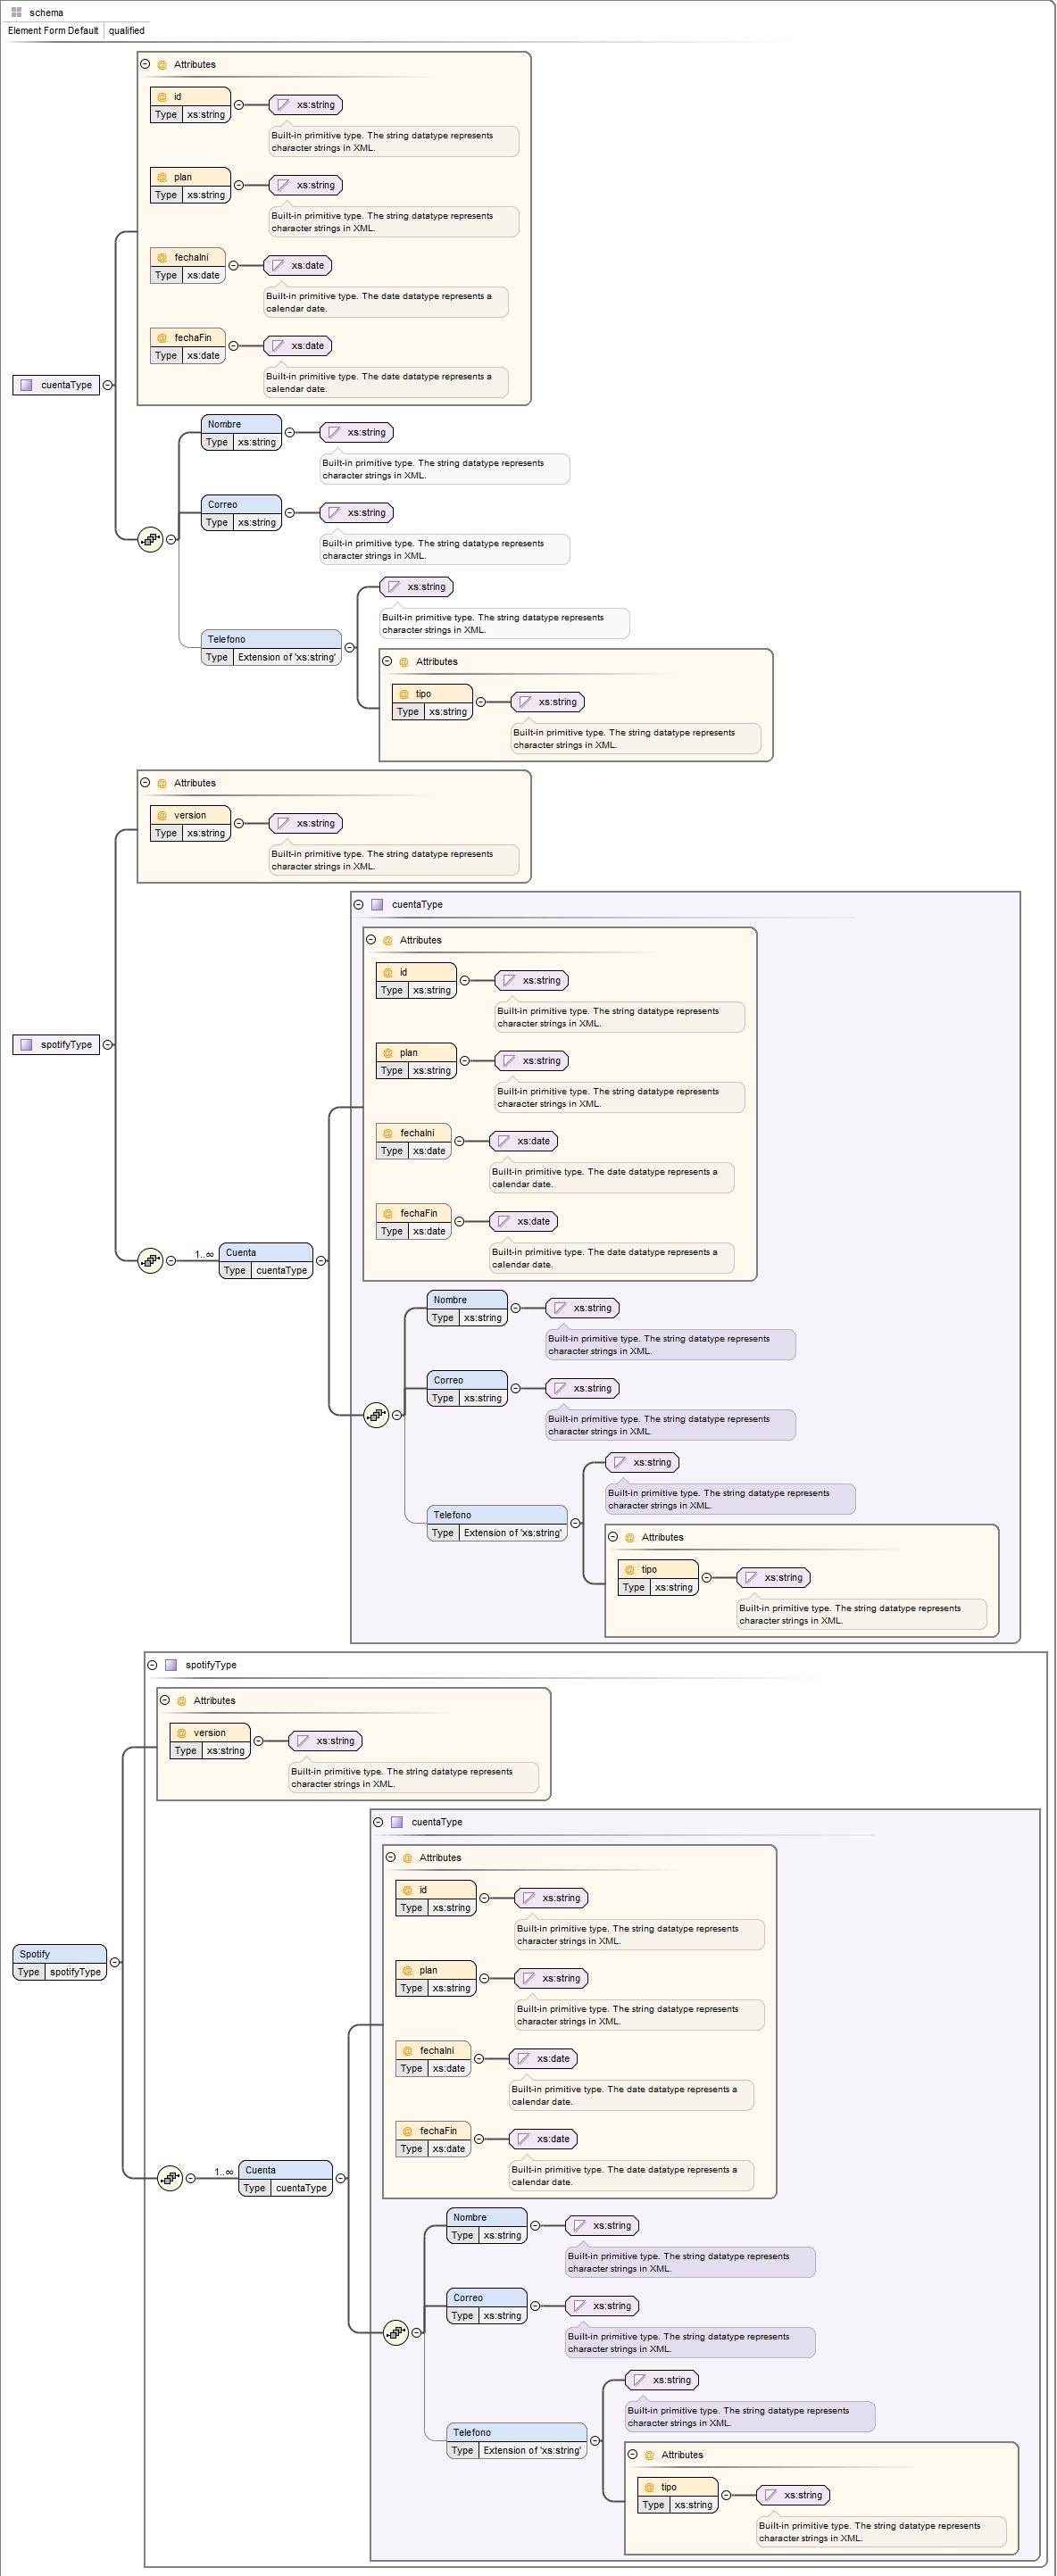 schema
Element Form Default qualified
Attributes
id
Type xs:string
xs:string
Built-in primitive type. The string datatype represents
character strings in XML.
plan
Type xs:string
xs:string
Built-in primitive type. The string datatype represents
character strings in XML.
fechaIni
Type xs:date
xs:date
Built-in primitive type. The date datatype represents a
calendar date.
fechaFin
Type xs:date
xs:date
Built-in primitive type. The date datatype represents a
calendar date.
cuentaType
Nombre
Type xs:string
xs:string
Built-in primitive type. The string datatype represents
character strings in XML.
Correo
Type xs:string
xs:string
Built-in primitive type. The string datatype represents
character strings in XML.
xs:string
Built-in primitive type. The string datatype represents
character strings in XML.
Telefono
Type Extension of 'xs:string'
Attributes
tipo
Type xs:string
xs:string
Built-in primitive type. The string datatype represents
character strings in XML.
Attributes
version
Type xs:string
xs:string
Built-in primitive type. The string datatype represents
character strings in XML.
cuentaType
Attributes
id
Type xs:string
xs:string
Built-in primitive type. The string datatype represents
character strings in XML.
plan
Type xs:string
xs:string
Built-in primitive type. The string datatype represents
character strings in XML.
spotifyType
fechaIni
Type xs:date
xs:date
Built-in primitive type. The date datatype represents a
calendar date.
fechaFin
Type xs:date
xs:date
Built-in primitive type. The date datatype represents a
calendar date.
1..∞
Cuenta
Type cuentaType
Nombre
Type xs:string
xs:string
Built-in primitive type. The string datatype represents
character strings in XML.
Correo
Type xs:string
xs:string
Built-in primitive type. The string datatype represents
character strings in XML.
xs:string
Built-in primitive type. The string datatype represents
character strings in XML.
Telefono
Type Extension of 'xs:string'
Attributes
tipo
Type xs:string
xs:string
Built-in primitive type. The string datatype represents
character strings in XML.
spotifyType
Attributes
version
Type xs:string
xs:string
Built-in primitive type. The string datatype represents
character strings in XML.
cuentaType
Attributes
id
Type xs:string
xs:string
Built-in primitive type. The string datatype represents
character strings in XML.
Spotify
Type spotifyType
plan
Type xs:string
xs:string
Built-in primitive type. The string datatype represents
character strings in XML.
fechaIni
Type xs:date
xs:date
Built-in primitive type. The date datatype represents a
calendar date.
fechaFin
Type xs:date
xs:date
Built-in primitive type. The date datatype represents a
calendar date.
1..∞
Cuenta
Type cuentaType
Nombre
Type xs:string
xs:string
Built-in primitive type. The string datatype represents
character strings in XML.
Correo
Type xs:string
xs:string
Built-in primitive type. The string datatype represents
character strings in XML.
xs:string
Built-in primitive type. The string datatype represents
character strings in XML.
Telefono
Type Extension of 'xs:string'
Attributes
tipo
Type xs:string
xs:string
Built-in primitive type. The string datatype represents
character strings in XML.